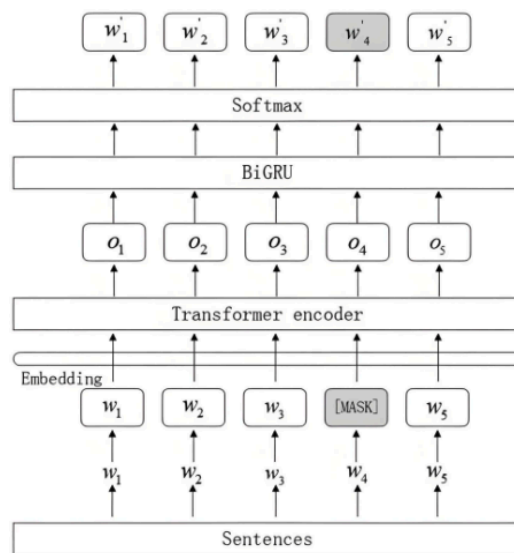 w'1 w'2 w'3 w'4 w'5
Softmax
BiGRU
o1 o2 o3 o4 o5
Transformer encoder
Embedding
w1 w2 w3 [MASK] w5
w1 w2 w3 w4 w5
Sentences